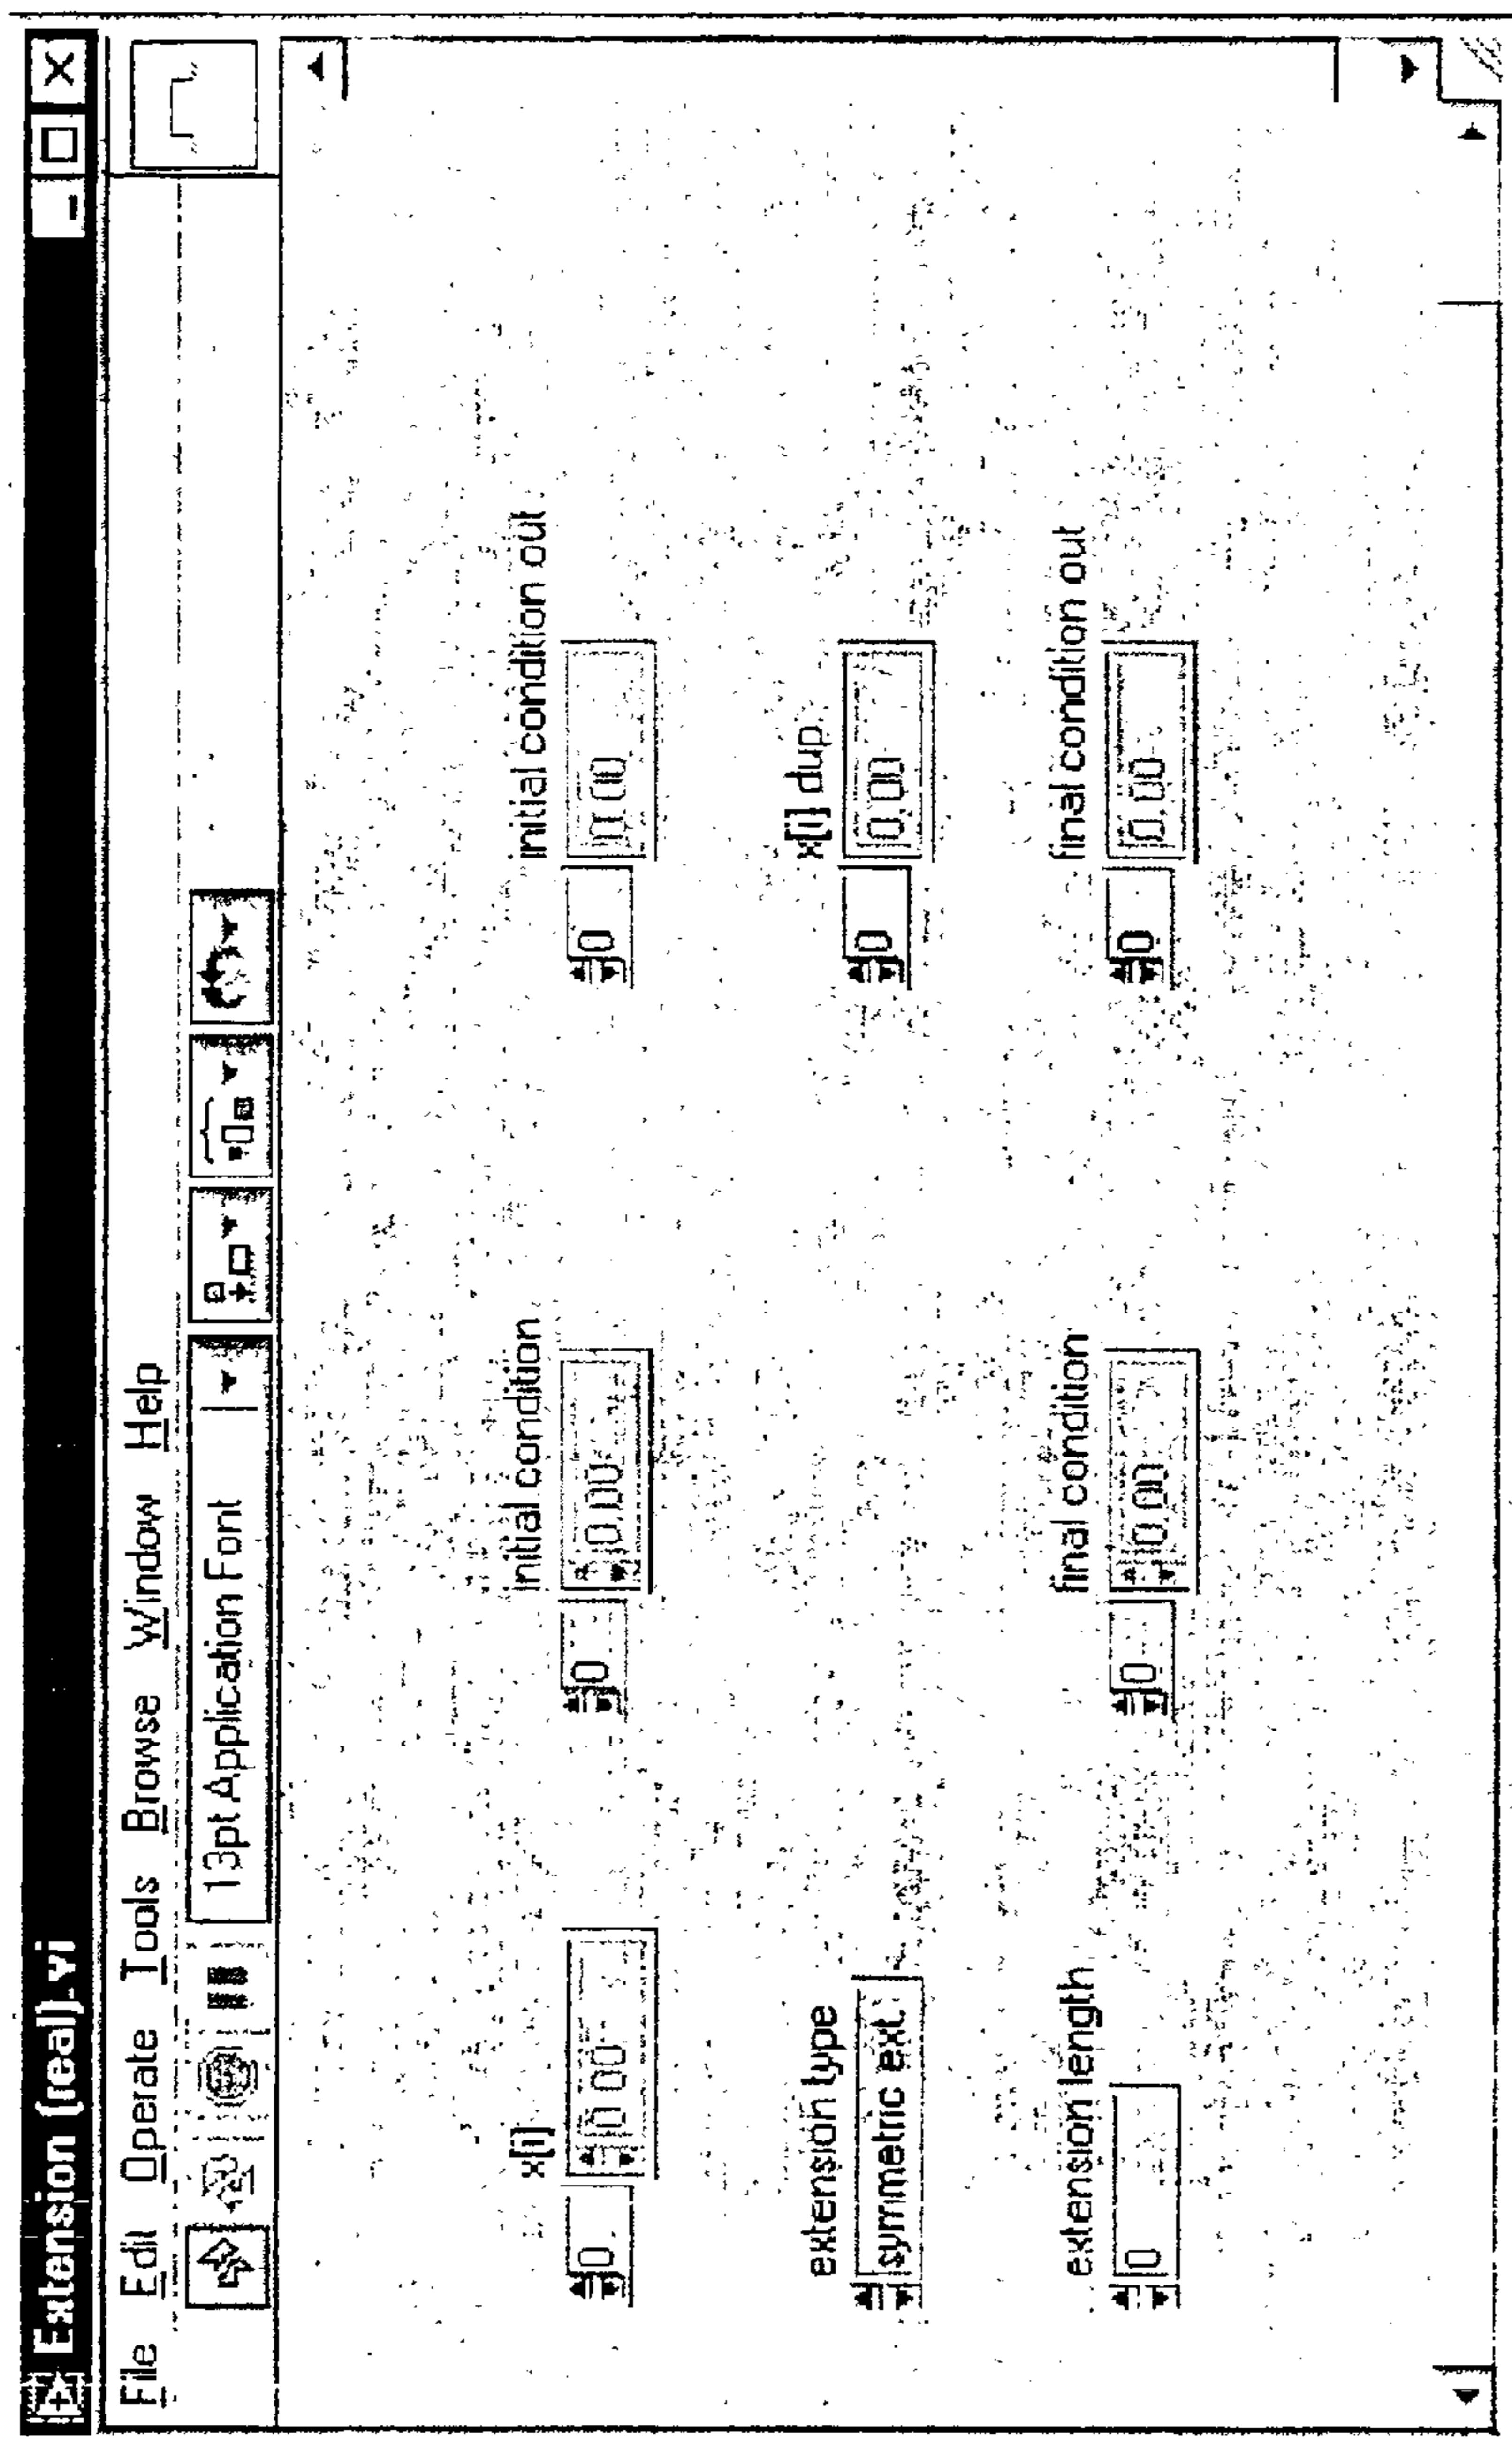 Extension (real).vi
File Edit Operate Tools Browse Window Help
13pt Application Font
x[i] initial condition initial condition out
0 0.00 0 0.00 0 0.00
extension type x[i] dup
symmetric ext. 0 0.00
extension length final condition final condition out
0 0 0.00 0 0.00